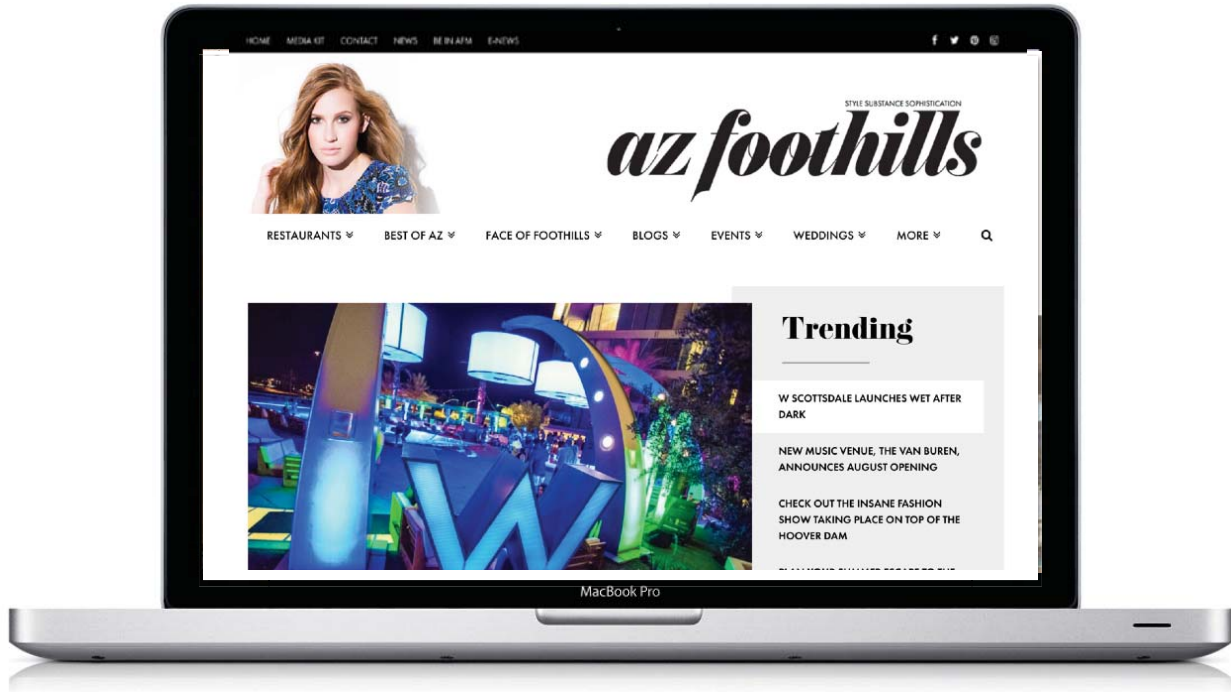 HOME MEDIA KIT CONTACT NEWS BE IN AFM E-NEWS
STYLE SUBSTANCE SOPHISTICATION
az foothills
RESTAURANTS BEST OF AZ FACE OF FOOTHILLS BLOGS EVENTS WEDDINGS MORE
W
Trending
W SCOTTSDALE LAUNCHES WET AFTER
DARK
NEW MUSIC VENUE, THE VAN BUREN,
ANNOUNCES AUGUST OPENING
CHECK OUT THE INSANE FASHION
SHOW TAKING PLACE ON TOP OF THE
HOOVER DAM
MacBook Pro